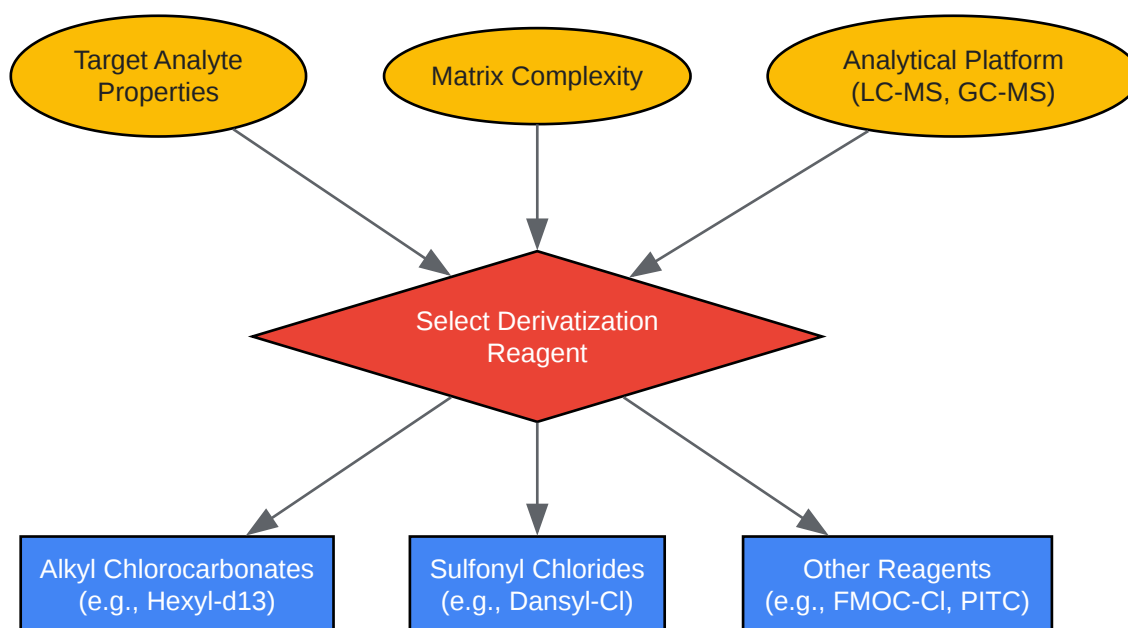 Target Analyte
Properties
Matrix Complexity
Analytical Platform
(LC-MS, GC-MS)
Select Derivatization
Reagent
Alkyl Chlorocarbonates
(e.g., Hexyl-d13)
Sulfonyl Chlorides
(e.g., Dansyl-Cl)
Other Reagents
(e.g., FMOC-Cl, PITC)